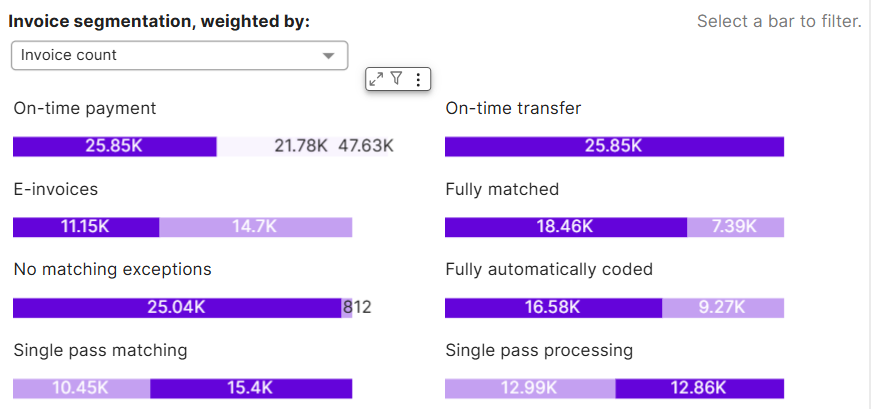 Invoice segmentation, weighted by:
Select a bar to filter.
Invoice count
On-time payment
25.85K 21.78K 47.63K
On-time transfer
25.85K
E-invoices
11.15K 14.7K
Fully matched
18.46K 7.39K
No matching exceptions
25.04K 812
Fully automatically coded
16.58K 9.27K
Single pass matching
10.45K 15.4K
Single pass processing
12.99K 12.86K